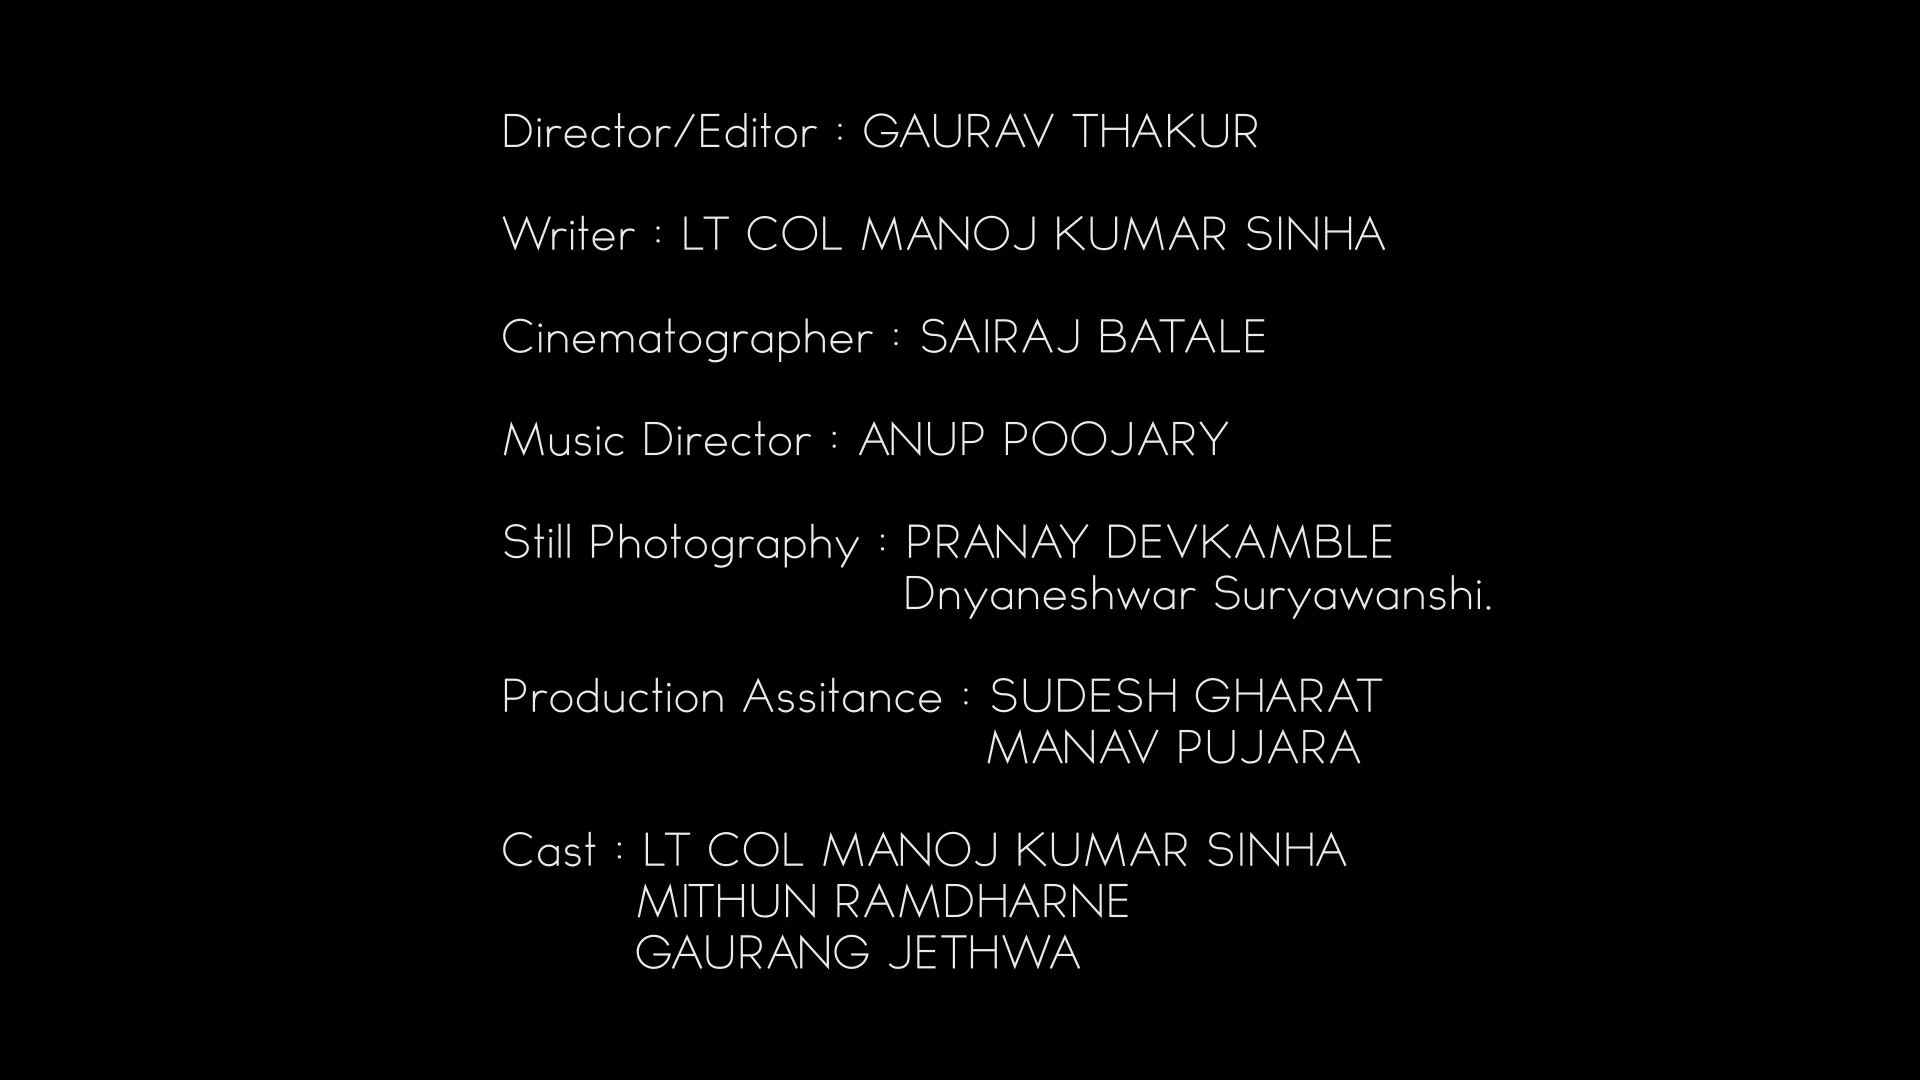 Director/Editor : GAURAV THAKUR
Writer : LT COL MANOJ KUMAR SINHA
Cinematographer : SAIRAJ BATALE
Music Director : ANUP POOJARY
Still Photography : PRANAY DEVKAMBLE
Dnyaneshwar Suryawanshi.
Production Assitance : SUDESH GHARAT
MANAV PUJARA
Cast : LT COL MANOJ KUMAR SINHA
MITHUN RAMDHARNE
GAURANG JETHWA